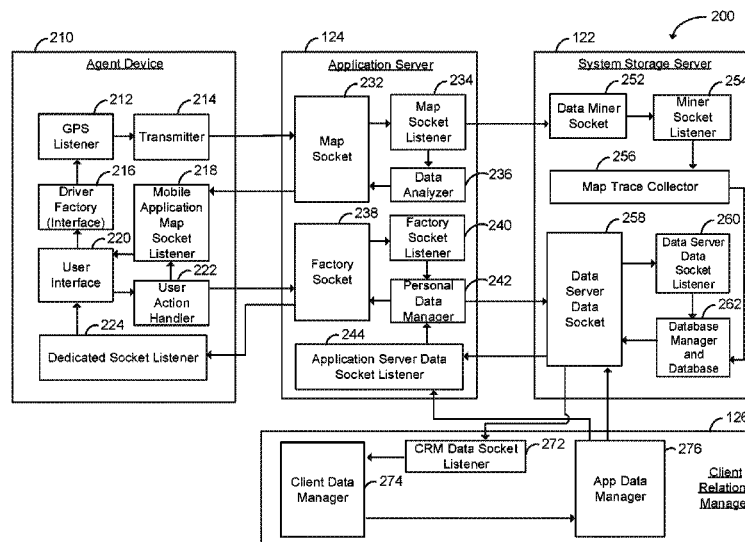 200
210
Agent Device
212
GPS
Listener
214
Transmitter
216
Driver
Factory
(Interface)
218
Mobile
Application
Map
Socket
Listener
220
User
Interface
222
User
Action
Handler
224
Dedicated Socket Listener
124
Application Server
232
Map
Socket
234
Map
Socket
Listener
236
Data
Analyzer
238
Factory
Socket
240
Factory
Socket
Listener
242
Personal
Data
Manager
244
Application Server Data
Socket Listener
122
System Storage Server
252
Data Miner
Socket
254
Miner
Socket
Listener
256
Map Trace Collector
258
Data
Server
Data
Socket
260
Data Server
Data
Socket
Listener
262
Database
Manager
and
Database
126
272
CRM Data Socket
Listener
274
Client Data
Manager
276
App Data
Manager
Client